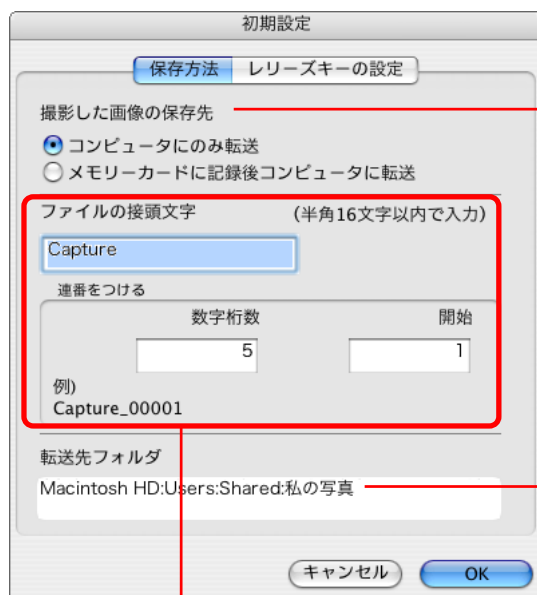 初期設定
保存方法 レリーズキーの設定
撮影した画像の保存先
コンピュータにのみ転送
メモリーカードに記録後コンピュータに転送
ファイルの接頭文字 (半角16文字以内で入力)
Capture
連番をつける
数字桁数 開始
5 1
例)
Capture_00001
転送先フォルダ
Macintosh HD:Users:Shared:私の写真
キャンセル OK